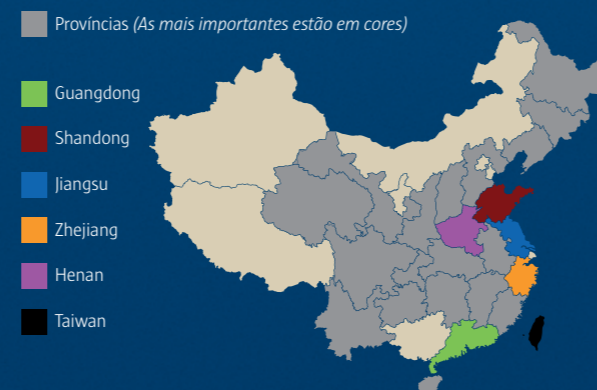 Províncias (As mais importantes estão em cores)
Guangdong
Shandong
Jiangsu
Zhejiang
Henan
Taiwan